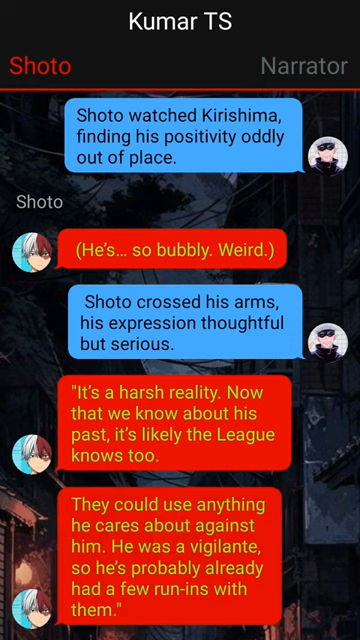 Kumar TS
Shoto
Narrator
Shoto watched Kirishima,
finding his positivity oddly
out of place.
Shoto
(He's… so bubbly. Weird.)
Shoto crossed his arms,
his expression thoughtful
but serious.
"It's a harsh reality. Now
that we know about his
past, it's likely the League
knows too.
They could use anything
he cares about against
him. He was a vigilante,
so he's probably already
had a few run-ins with
them."